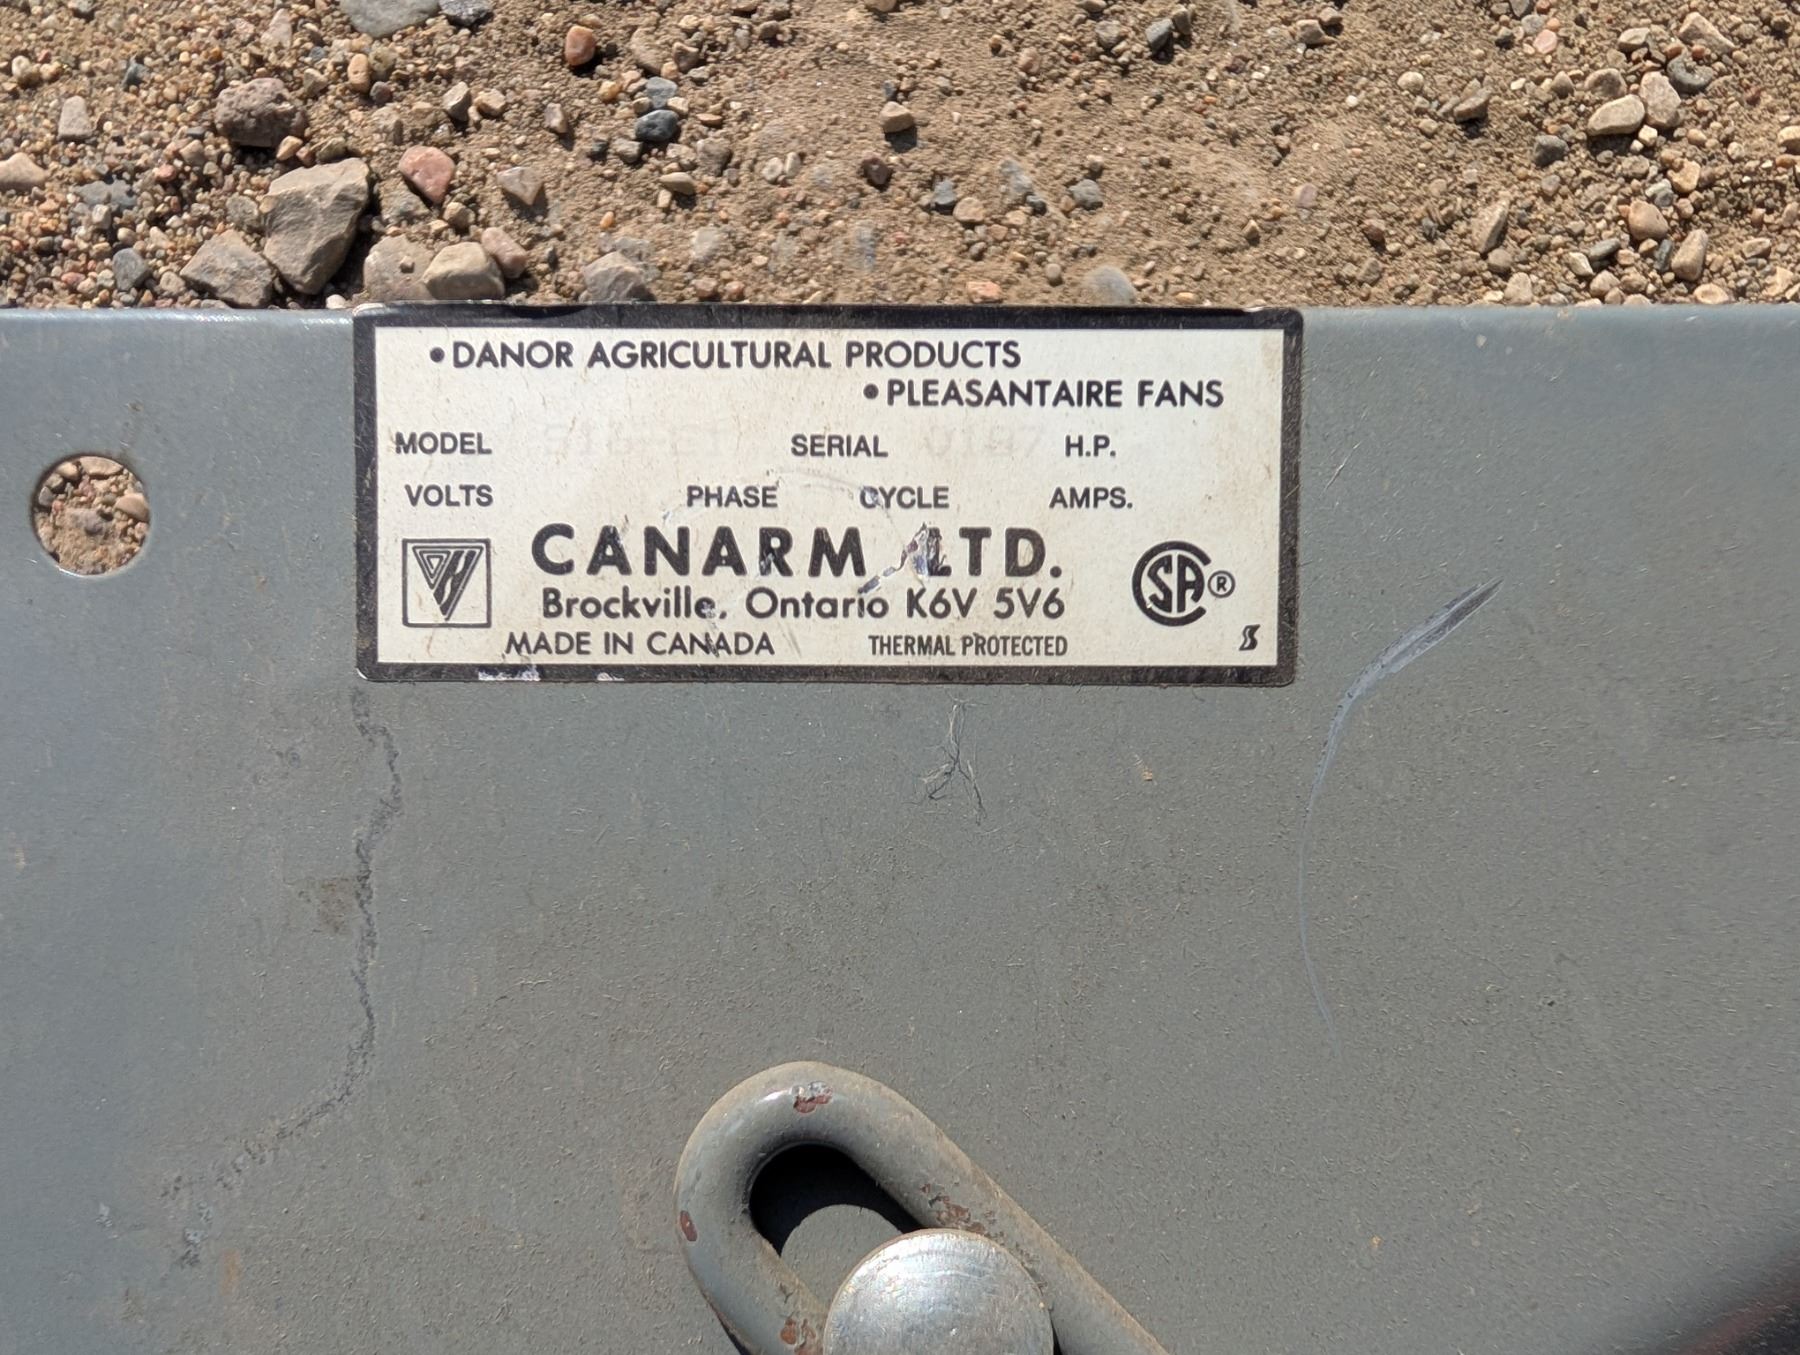 • DANOR AGRICULTURAL PRODUCTS
• PLEASANTAIRE FANS
MODEL SERIAL H.P.
VOLTS PHASE CYCLE AMPS.
CANARM LTD.
Brockville, Ontario K6V 5V6
MADE IN CANADA THERMAL PROTECTED
SA®